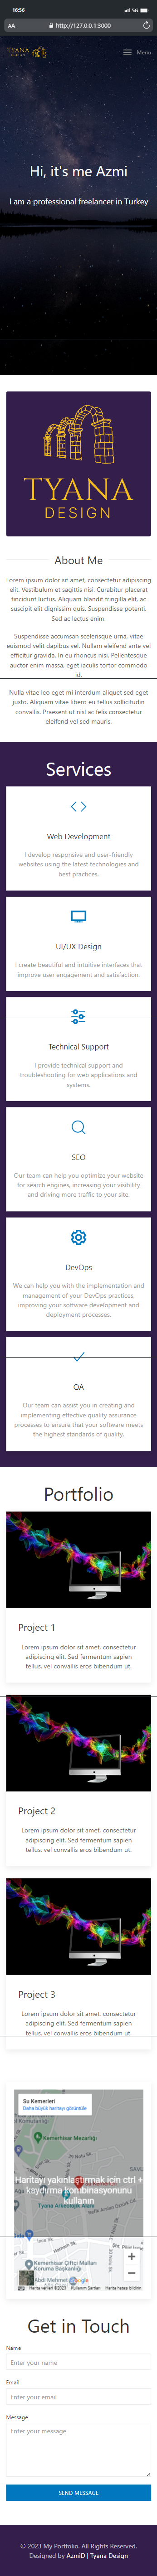 16:56
5G
AA
http://127.0.0.1:3000
TYANA
DESIGN
Menu
Hi, it's me Azmi
I am a professional freelancer in Turkey
TYANA
DESIGN
About Me
Lorem ipsum dolor sit amet, consectetur adipiscing
elit. Vestibulum et sagittis nisi. Curabitur placerat
tincidunt luctus. Aliquam blandit fringilla elit, ac
suscipit elit dignissim quis. Suspendisse potenti.
Sed ac lectus enim.
Suspendisse accumsan scelerisque urna, vitae
euismod velit dapibus vel. Nullam eleifend ante vel
efficitur gravida. In eu rhoncus nisi. Pellentesque
auctor enim massa, eget iaculis tortor commodo
id.
Nulla vitae leo eget mi interdum aliquet sed eget
justo. Aliquam vitae libero eu tellus sollicitudin
convallis. Praesent ut nisl ac felis consectetur
eleifend vel sed mauris.
Services
Web Development
I develop responsive and user-friendly
websites using the latest technologies and
best practices.
UI/UX Design
I create beautiful and intuitive interfaces that
improve user engagement and satisfaction.
Technical Support
I provide technical support and
troubleshooting for web applications and
systems.
SEO
Our team can help you optimize your website
for search engines, increasing your visibility
and driving more traffic to your site.
DevOps
We can help you with the implementation and
management of your DevOps practices,
improving your software development and
deployment processes.
QA
Our team can assist you in creating and
implementing effective quality assurance
processes to ensure that your software meets
the highest standards of quality.
Portfolio
Project 1
Lorem ipsum dolor sit amet, consectetur
adipiscing elit. Sed fermentum sapien
tellus, vel convallis eros bibendum ut.
Project 2
Lorem ipsum dolor sit amet, consectetur
adipiscing elit. Sed fermentum sapien
tellus, vel convallis eros bibendum ut.
Project 3
Lorem ipsum dolor sit amet, consectetur
adipiscing elit. Sed fermentum sapien
tellus, vel convallis eros bibendum ut.
Su Kemerleri
Daha büyük haritayı görüntüle
Kemerhisar Mezarlığı
Haritayı yakınlaştırmak için ctrl +
kaydırma kombinasyonunu
kullanın
Tyana Arkeolojik Alanı
Kemerhisar Çiftçi Malları
Koruma Başkanlığı
Google
Harita verileri ©2023 Kullanım Şartları Harita hatası bildirin
Get in Touch
Name
Enter your name
Email
Enter your email
Message
Enter your message
SEND MESSAGE
© 2023 My Portfolio. All Rights Reserved.
Designed by AzmiD | Tyana Design